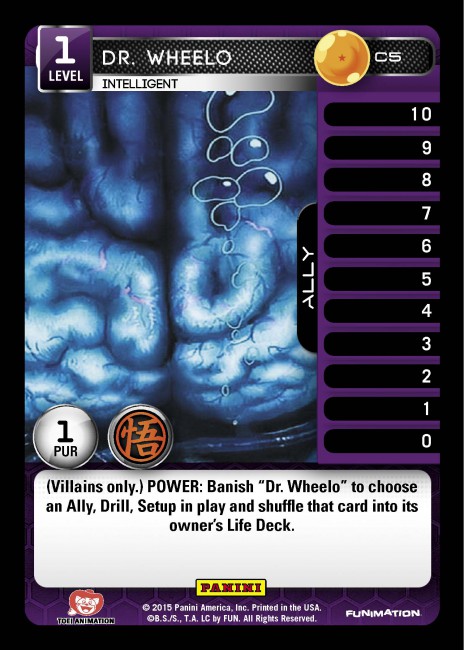 1
LEVEL
DR. WHEELO
C5
INTELLIGENT
10
9
8
7
6
5
4
3
2
1
0
ALLY
1
PUR
悟
(Villains only.) POWER: Banish “Dr. Wheelo” to choose
an Ally, Drill, Setup in play and shuffle that card into its
owner’s Life Deck.
PANINI
TOEI ANIMATION
© 2015 Panini America, Inc. Printed in the USA.
©B.S./S., T.A. LC by FUN. All Rights Reserved.
FUNIMATION